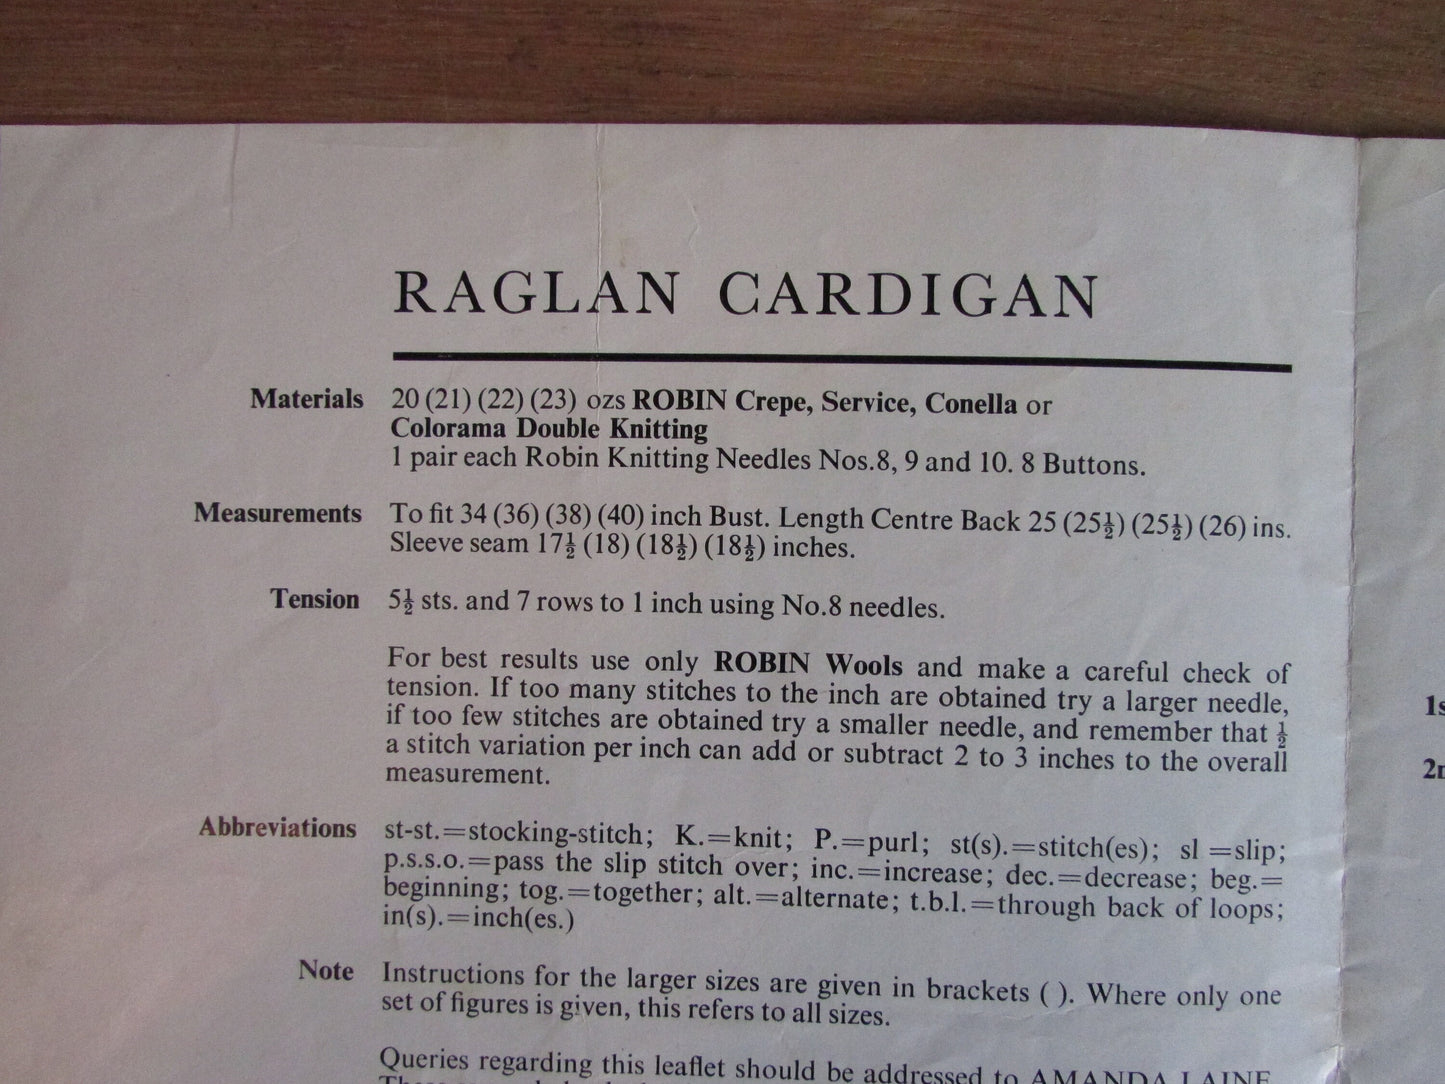 RAGLAN CARDIGAN
Materials 20 (21) (22) (23) ozs ROBIN Crepe, Service, Conella or
Colorama Double Knitting
1 pair each Robin Knitting Needles Nos.8, 9 and 10. 8 Buttons.
Measurements To fit 34 (36) (38) (40) inch Bust. Length Centre Back 25 (25½) (25½) (26) ins.
Sleeve seam 17½ (18) (18½) (18½) inches.
Tension 5½ sts. and 7 rows to 1 inch using No.8 needles.
For best results use only ROBIN Wools and make a careful check of
tension. If too many stitches to the inch are obtained try a larger needle,
if too few stitches are obtained try a smaller needle, and remember that ½
a stitch variation per inch can add or subtract 2 to 3 inches to the overall
measurement.
Abbreviations st-st.=stocking-stitch; K.=knit; P.=purl; st(s).=stitch(es); sl =slip;
p.s.s.o.=pass the slip stitch over; inc.=increase; dec.=decrease; beg.=
beginning; tog.=together; alt.=alternate; t.b.l.=through back of loops;
in(s).=inch(es.)
Note Instructions for the larger sizes are given in brackets ( ). Where only one
set of figures is given, this refers to all sizes.
Queries regarding this leaflet should be addressed to AMANDA LAINE,